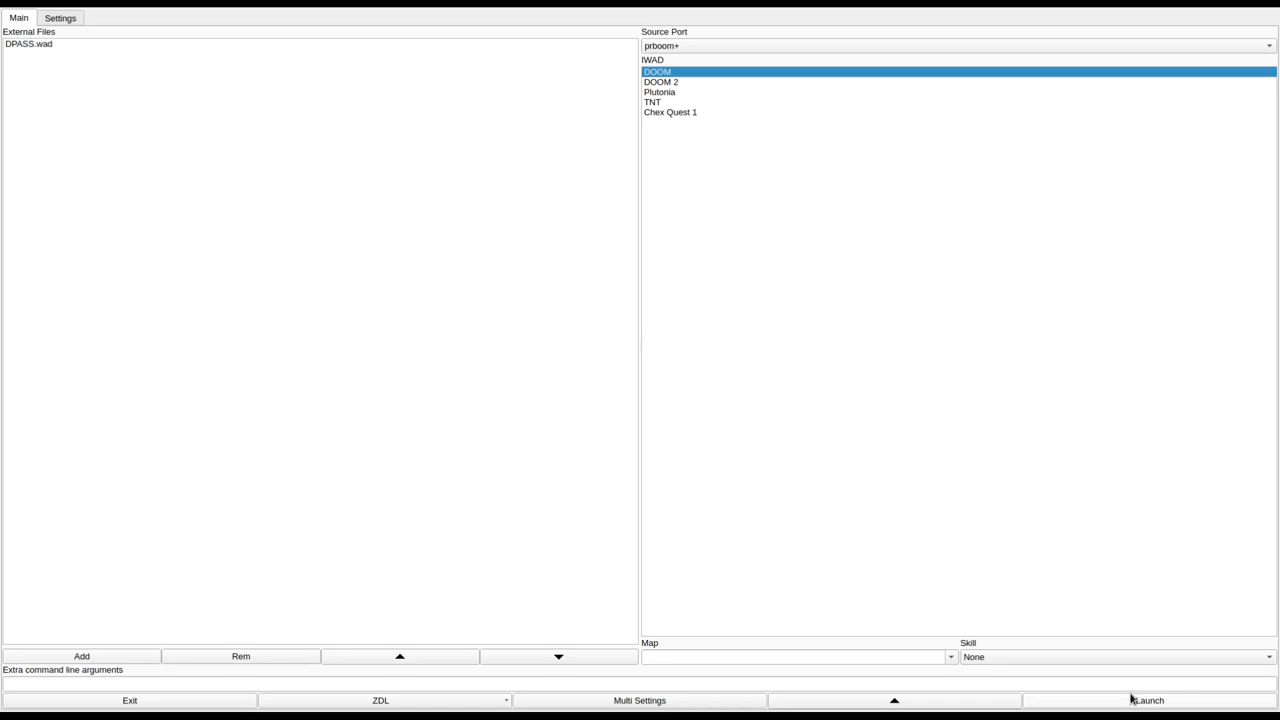 Main Settings
External Files
DPASS.wad
Source Port
prboom+
IWAD
DOOM
DOOM 2
Plutonia
TNT
Chex Quest 1
Map Skill
None
Add Rem
Extra command line arguments
Exit ZDL Multi Settings Launch